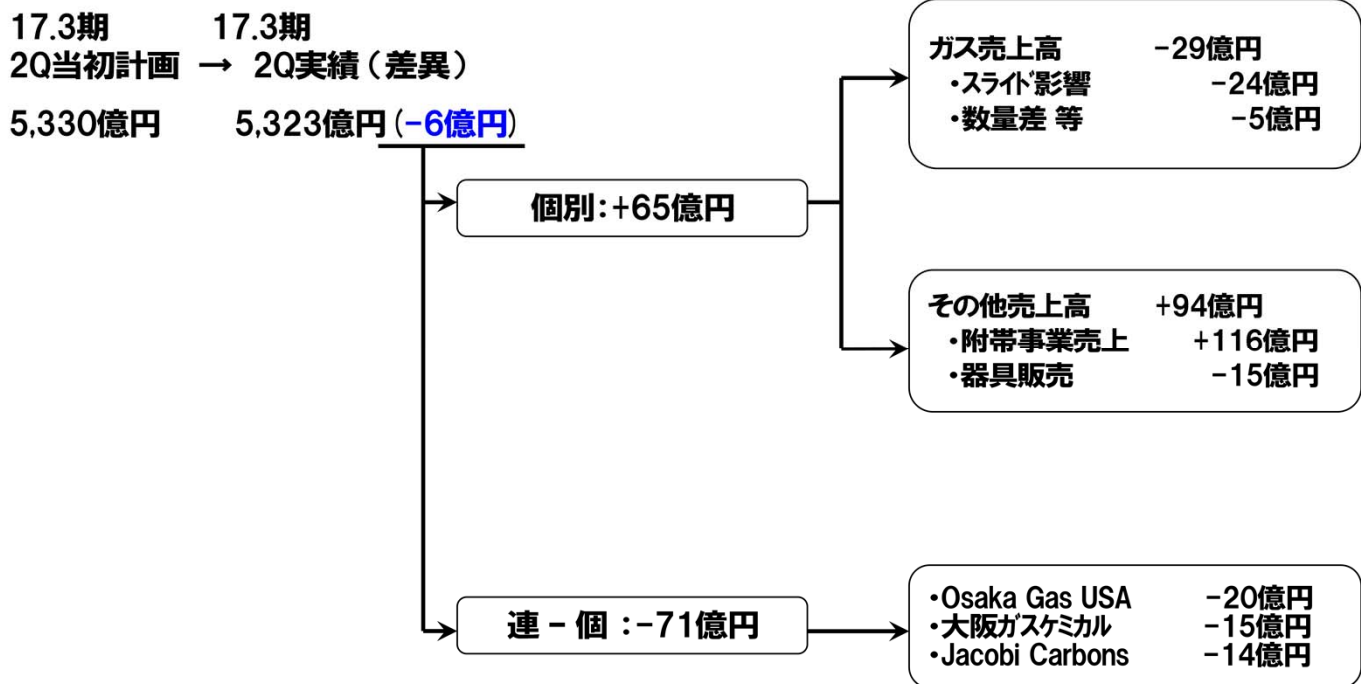 17.3期 17.3期
2Q当初計画 → 2Q実績（差異）
5,330億円 5,323億円(-6億円)
個別:+65億円
ガス売上高 -29億円
・スライド影響 -24億円
・数量差 等 -5億円
その他売上高 +94億円
・附帯事業売上 +116億円
・器具販売 -15億円
連 - 個 :-71億円
・Osaka Gas USA -20億円
・大阪ガスケミカル -15億円
・Jacobi Carbons -14億円